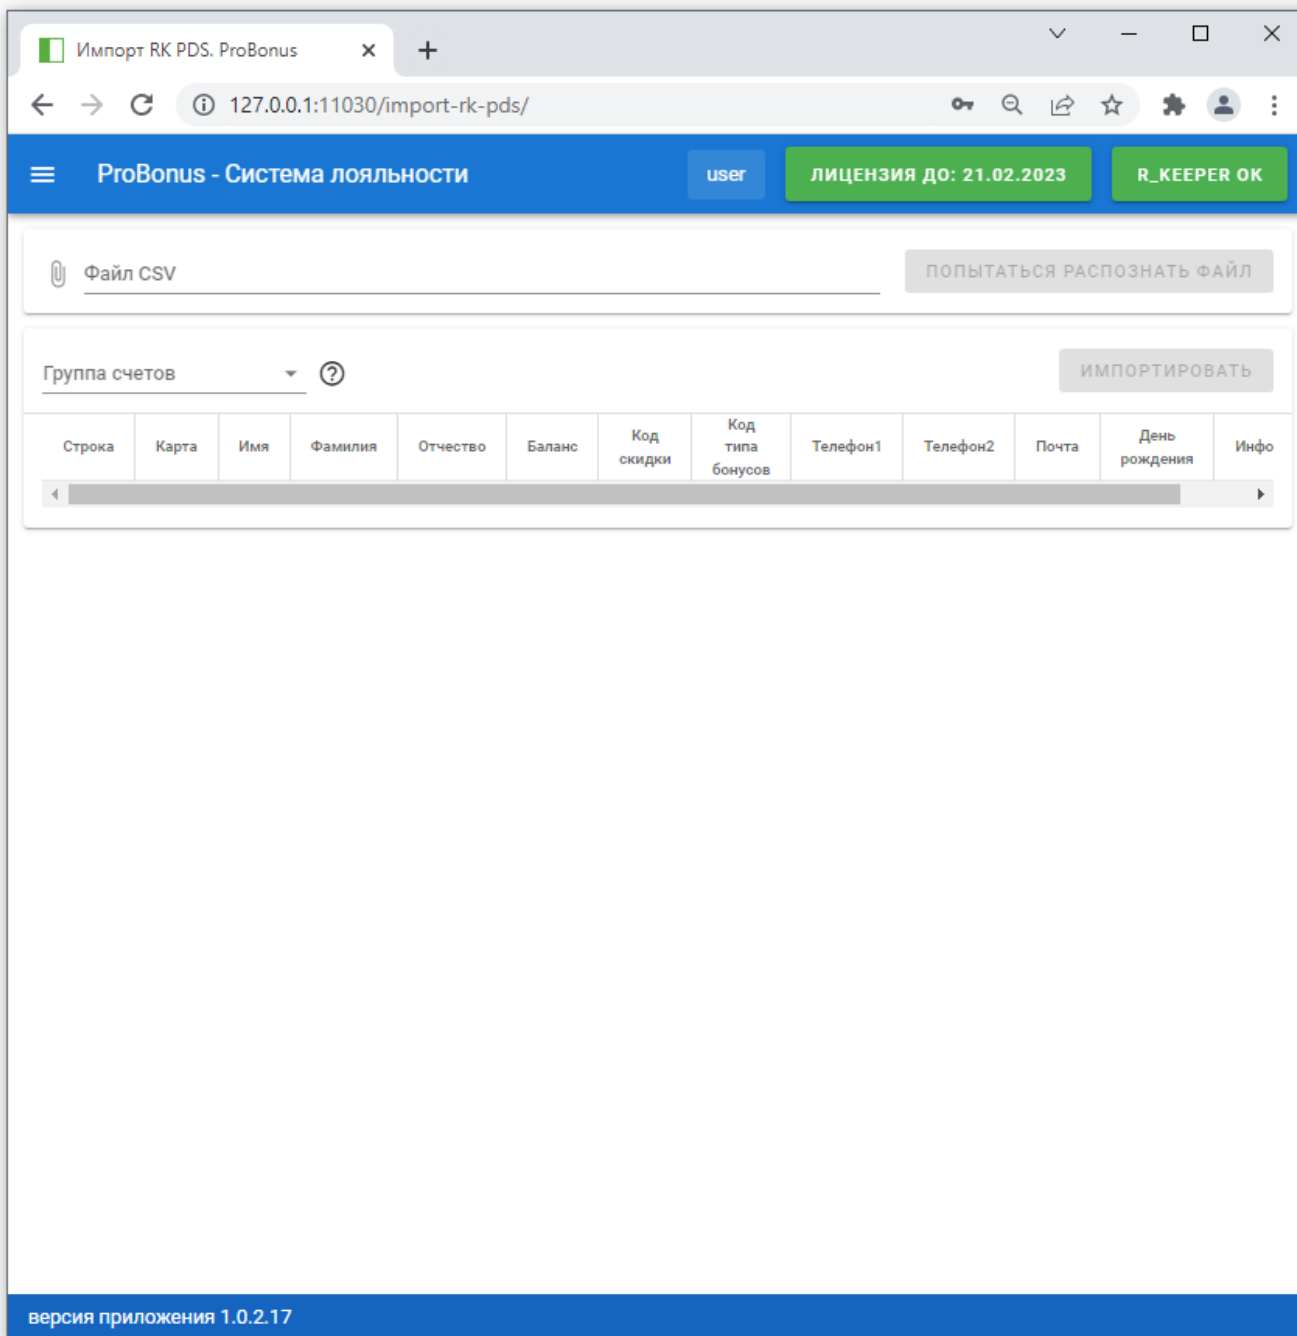 Импорт RK PDS. ProBonus
127.0.0.1:11030/import-rk-pds/
ProBonus - Система лояльности user ЛИЦЕНЗИЯ ДО: 21.02.2023 R_KEEPER OK
Файл CSV ПОПЫТАТЬСЯ РАСПОЗНАТЬ ФАЙЛ
Группа счетов ИМПОРТИРОВАТЬ
Строка Карта Имя Фамилия Отчество Баланс Код скидки Код типа бонусов Телефон1 Телефон2 Почта День рождения Инфо
версия приложения 1.0.2.17